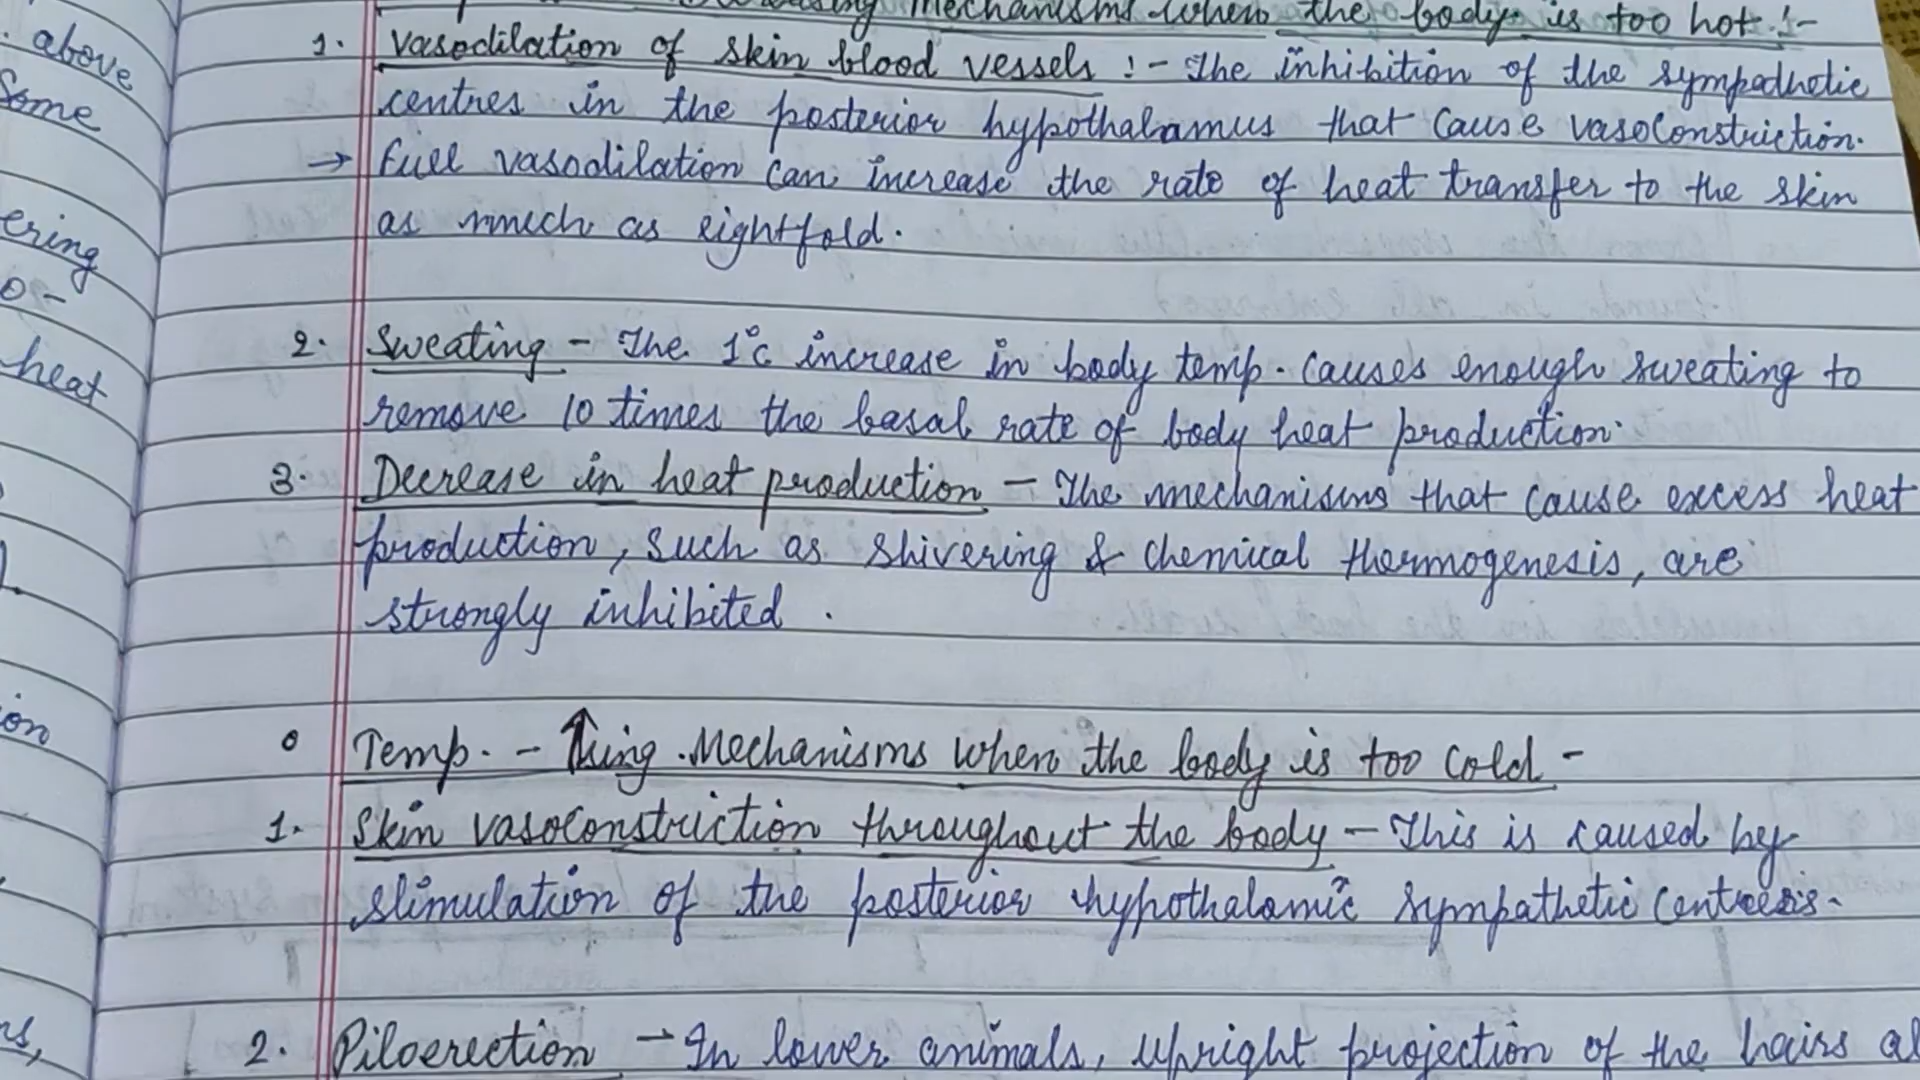 above
Some
ering
heat
on
mechanisms when the body is too hot :-
1. Vasodilation of skin blood vessels :- The inhibition of the sympathetic
centres in the posterior hypothalamus that cause vasoconstriction.
→ Full vasodilation can increase the rate of heat transfer to the skin
as much as eightfold.
2. Sweating - The 1°c increase in body temp. causes enough sweating to
remove 10 times the basal rate of body heat production.
3. Decrease in heat production - The mechanisms that cause excess heat
production, such as shivering & chemical thermogenesis, are
strongly inhibited.
Temp. - ↑ing Mechanisms when the body is too cold -
1. Skin vasoconstriction throughout the body - This is caused by
stimulation of the posterior hypothalamic sympathetic
2. Piloerection - In lower animals, upright projection of the hairs